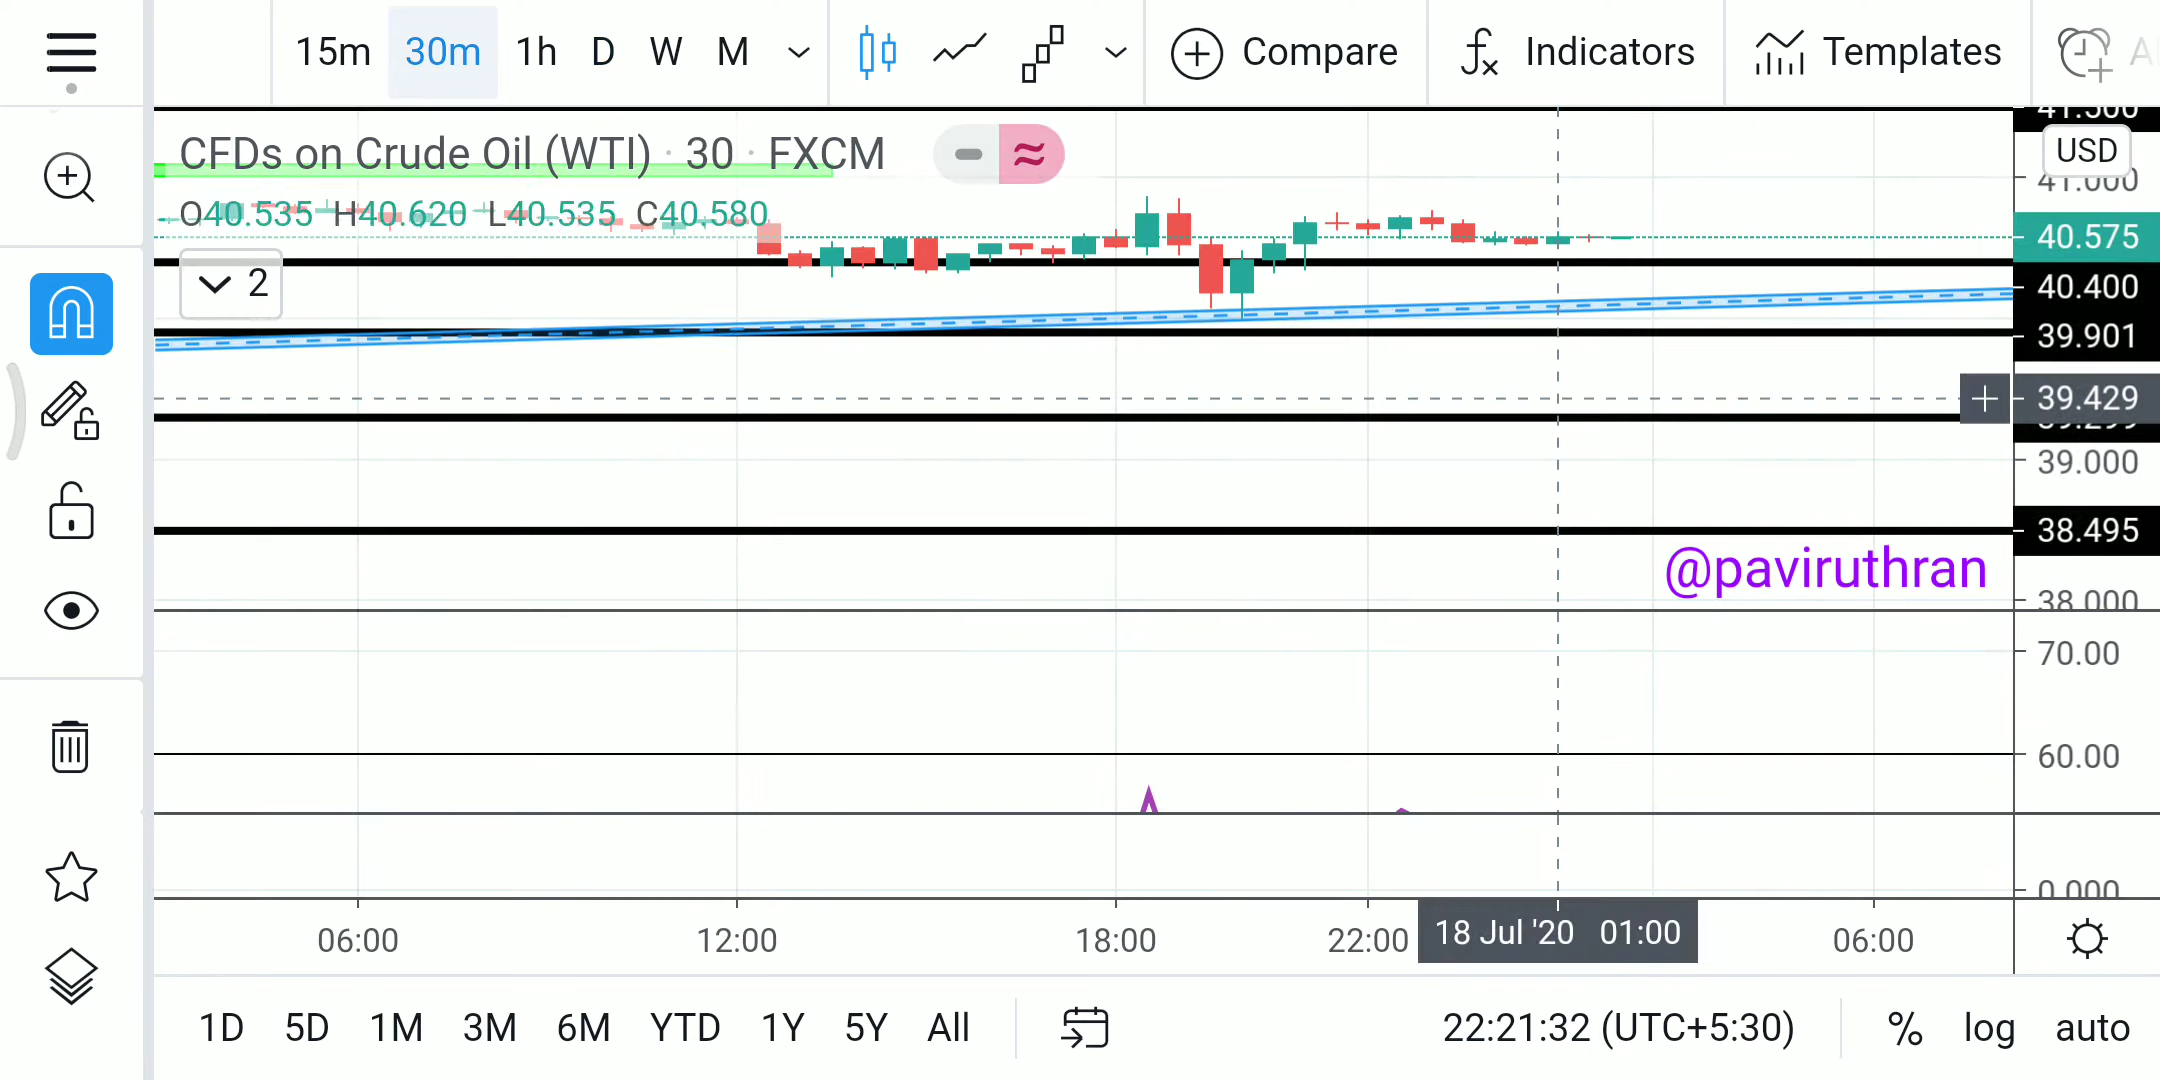 15m 30m 1h D W M Compare Indicators Templates
41.500
CFDs on Crude Oil (WTI) · 30 · FXCM
USD
41.000
O40.535 H40.620 L40.535 C40.580
40.575
2
40.400
39.901
39.429
39.299
39.000
38.495
@paviruthran
38.000
70.00
60.00
0.000
06:00 12:00 18:00 22:00 18 Jul '20 01:00 06:00
1D 5D 1M 3M 6M YTD 1Y 5Y All 22:21:32 (UTC+5:30) % log auto